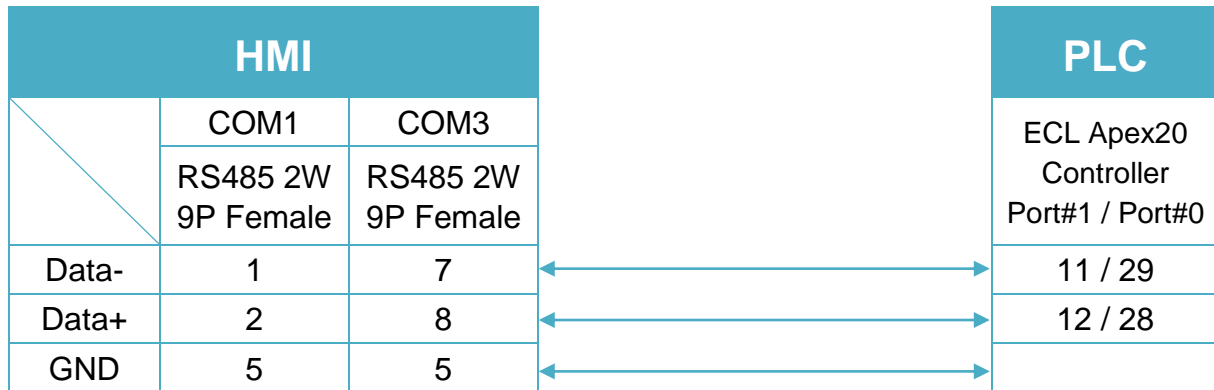 HMI PLC
COM1 COM3
RS485 2W
9P Female
RS485 2W
9P Female
ECL Apex20
Controller
Port#1 / Port#0
Data- 1 7 11 / 29
Data+ 2 8 12 / 28
GND 5 5